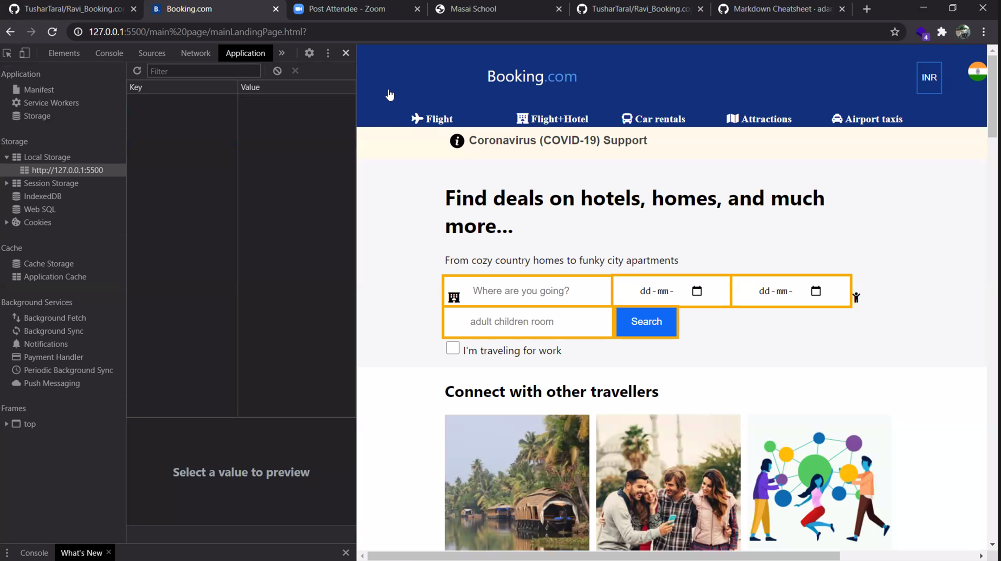 TusharTaral/Ravi_Booking.co
Booking.com
Post Attendee - Zoom
Masai School
TusharTaral/Ravi_Booking.co
Markdown Cheatsheet · adan
127.0.0.1:5500/main%20page/mainLandingPage.html?
4
Elements
Console
Sources
Network
Application
»
Application
Manifest
Service Workers
Storage
Storage
Local Storage
http://127.0.0.1:5500
Session Storage
IndexedDB
Web SQL
Cookies
Cache
Cache Storage
Application Cache
Background Services
Background Fetch
Background Sync
Notifications
Payment Handler
Periodic Background Sync
Push Messaging
Frames
top
Filter
Key Value
Select a value to preview
Console What's New
Booking.com
INR
Flight
Flight+Hotel
Car rentals
Attractions
Airport taxis
Coronavirus (COVID-19) Support
Find deals on hotels, homes, and much
more...
From cozy country homes to funky city apartments
Where are you going?
dd-mm-
dd-mm-
adult children room
Search
I'm traveling for work
Connect with other travellers